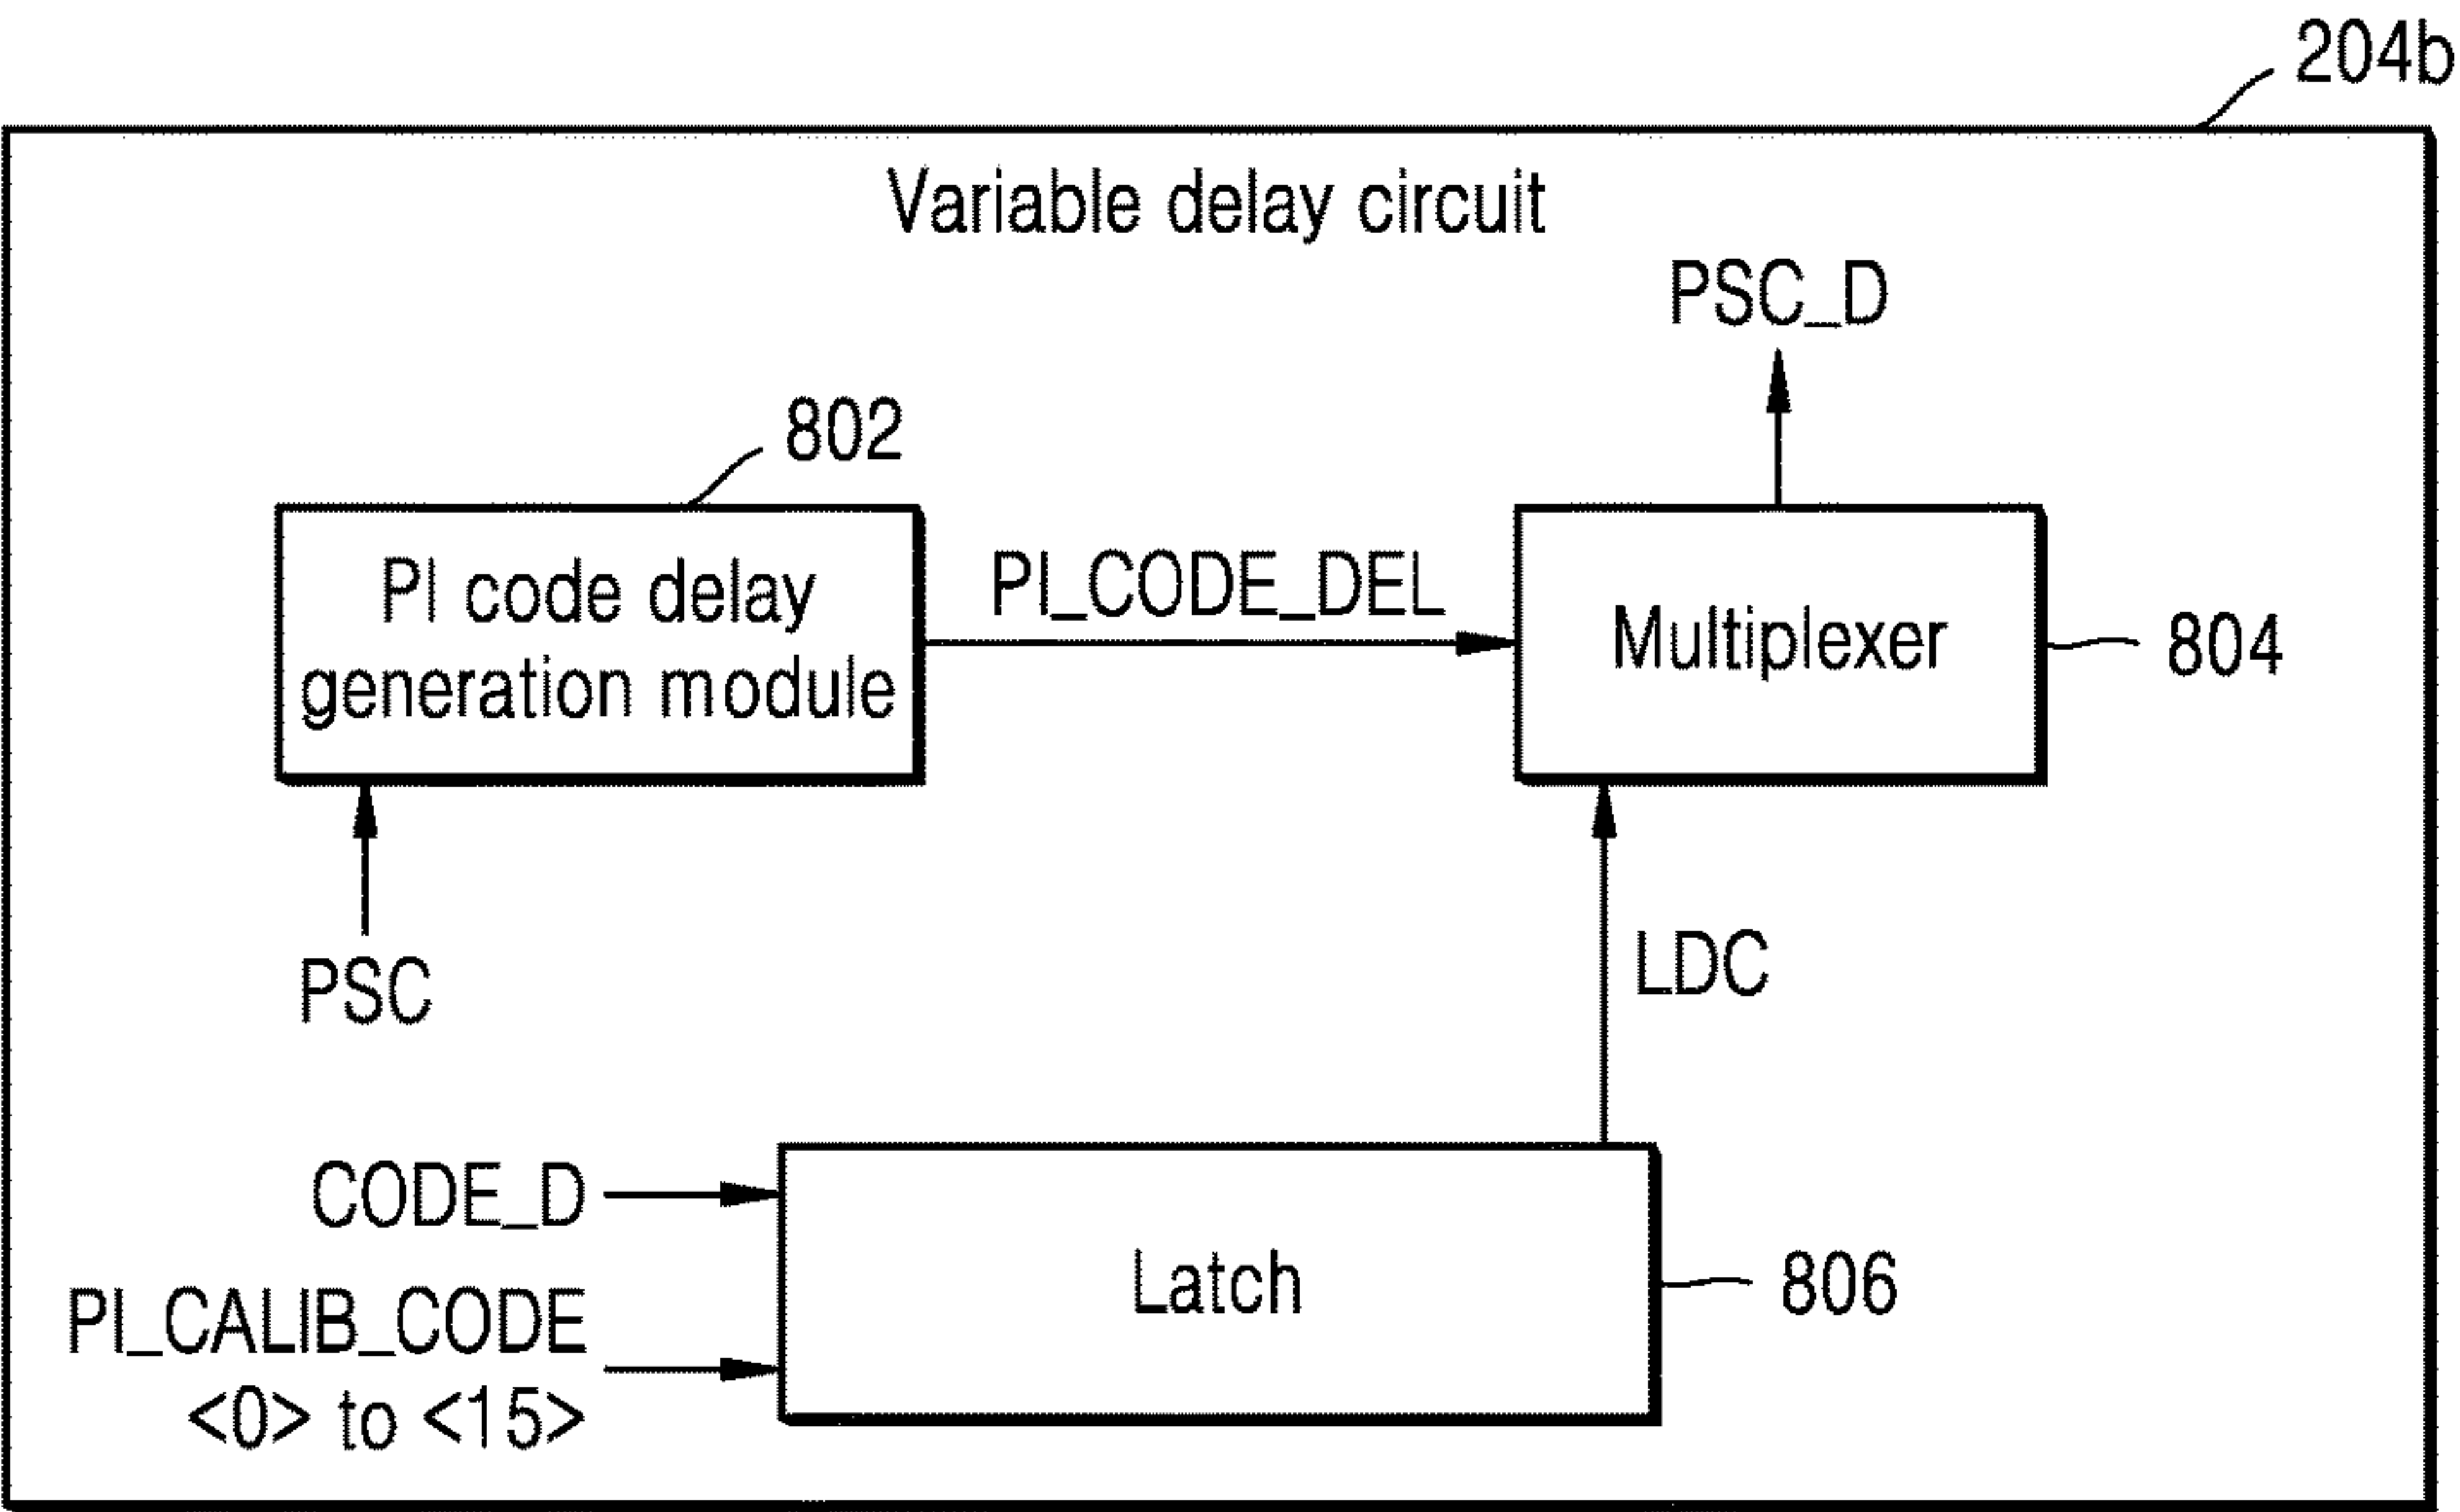 204b
Variable delay circuit
PSC_D
802
PI code delay
generation module
PI_CODE_DEL
Multiplexer
804
PSC
LDC
CODE_D
PI_CALIB_CODE
<0> to <15>
Latch
806